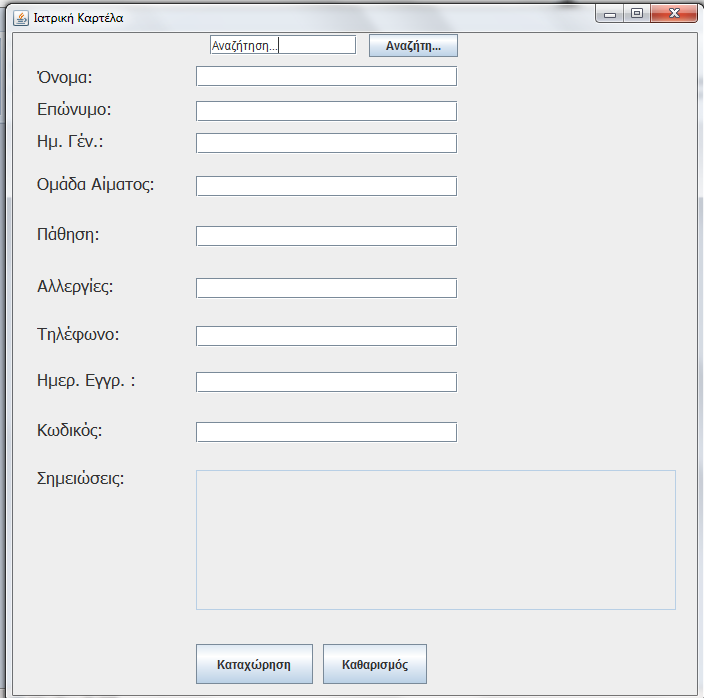 Ιατρική Καρτέλα
Αναζήτηση...
Αναζήτη...
Όνομα:
Επώνυμο:
Ημ. Γέν.:
Ομάδα Αίματος:
Πάθηση:
Αλλεργίες:
Τηλέφωνο:
Ημερ. Εγγρ. :
Κωδικός:
Σημειώσεις:
Καταχώρηση
Καθαρισμός